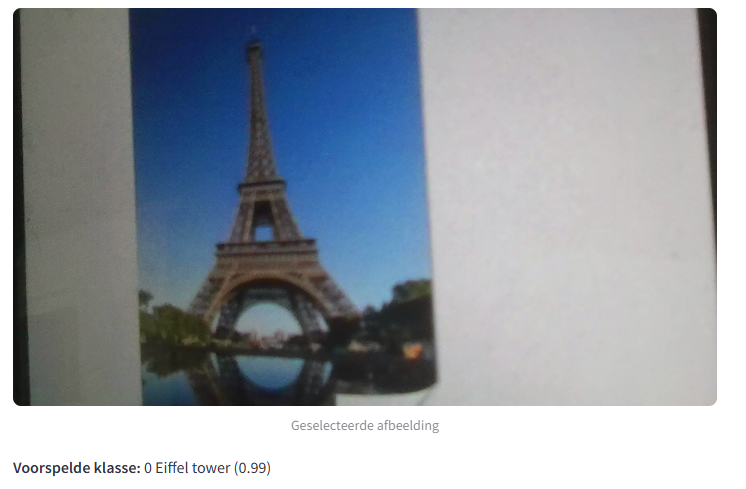 Geselecteerde afbeelding
Voorspelde klasse: 0 Eiffel tower (0.99)